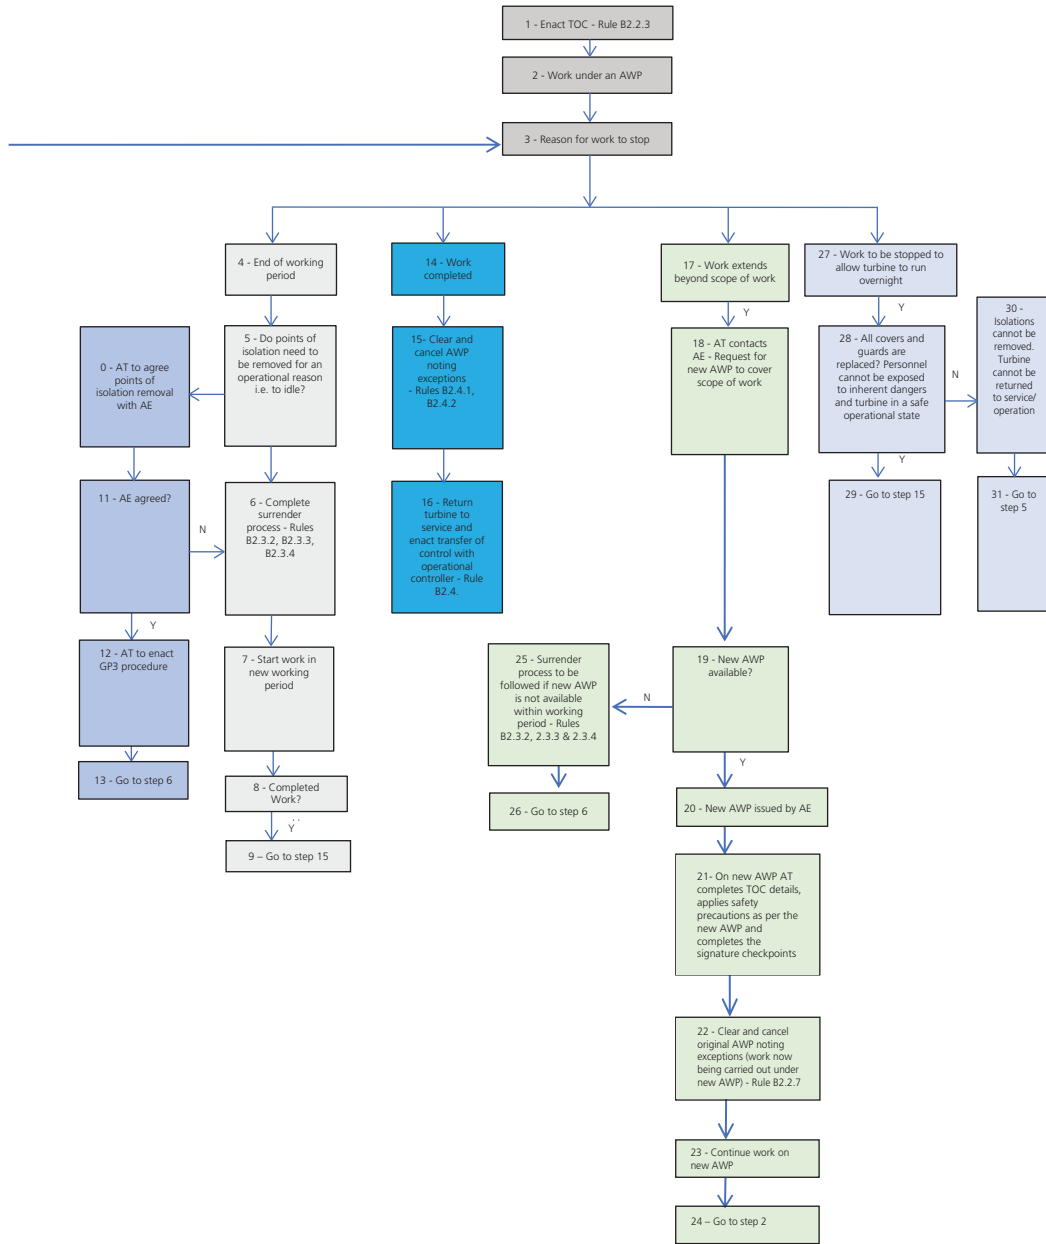 1 - Enact TOC - Rule B2.2.3
2 - Work under an AWP
3 - Reason for work to stop
4 - End of working
period
5 - Do points of
isolation need to
be removed for an
operational reason
i.e. to idle?
0 - AT to agree
points of
isolation removal
with AE
11 - AE agreed?
N
6 - Complete
surrender
process - Rules
B2.3.2, B2.3.3,
B2.3.4
Y
12 - AT to enact
GP3 procedure
13 - Go to step 6
7 - Start work in
new working
period
8 - Completed
Work?
Y
9 – Go to step 15
14 - Work
completed
15- Clear and
cancel AWP
noting
exceptions
- Rules B2.4.1,
B2.4.2
16 - Return
turbine to
service and
enact transfer of
control with
operational
controller - Rule
B2.4.
17 - Work extends
beyond scope of work
Y
18 - AT contacts
AE - Request for
new AWP to cover
scope of work
19 - New AWP
available?
N
25 - Surrender
process to be
followed if new AWP
is not available
within working
period - Rules
B2.3.2, 2.3.3 & 2.3.4
26 - Go to step 6
Y
20 - New AWP issued by AE
21- On new AWP AT
completes TOC details,
applies safety
precautions as per the
new AWP and
completes the
signature checkpoints
22 - Clear and cancel
original AWP noting
exceptions (work now
being carried out under
new AWP) - Rule B2.2.7
23 - Continue work on
new AWP
24 – Go to step 2
27 - Work to be stopped to
allow turbine to run
overnight
Y
28 - All covers and
guards are
replaced? Personnel
cannot be exposed
to inherent dangers
and turbine in a safe
operational state
N
Y
29 - Go to step 15
30 -
Isolations
cannot be
removed.
Turbine
cannot be
returned
to service/
operation
31 - Go to
step 5